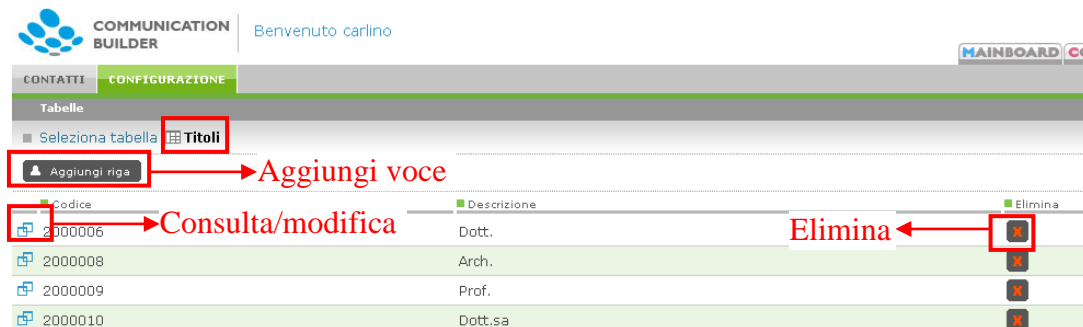 COMMUNICATION
BUILDER
Benvenuto carlino
MAINBOARD
CONTATTI CONFIGURAZIONE
Tabelle
Seleziona tabella Titoli
Aggiungi riga Aggiungi voce
Codice Descrizione Elimina
Consulta/modifica Elimina
2000006 Dott.
2000008 Arch.
2000009 Prof.
2000010 Dott.sa